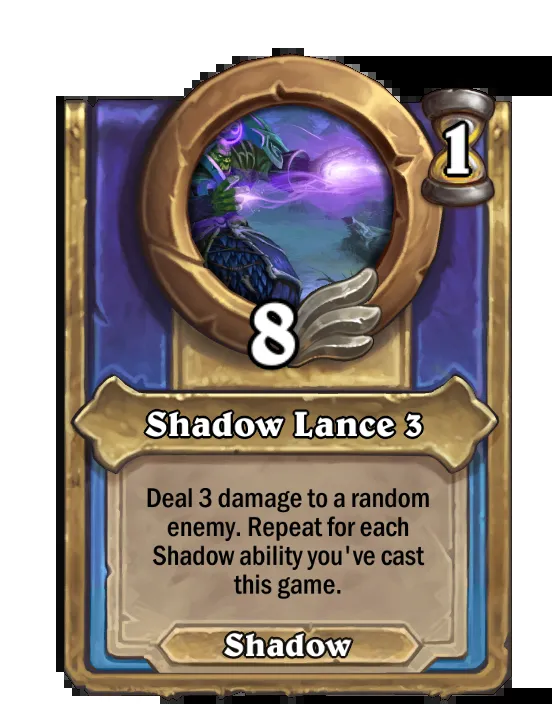 1
8
Shadow Lance 3
Deal 3 damage to a random
enemy. Repeat for each
Shadow ability you've cast
this game.
Shadow